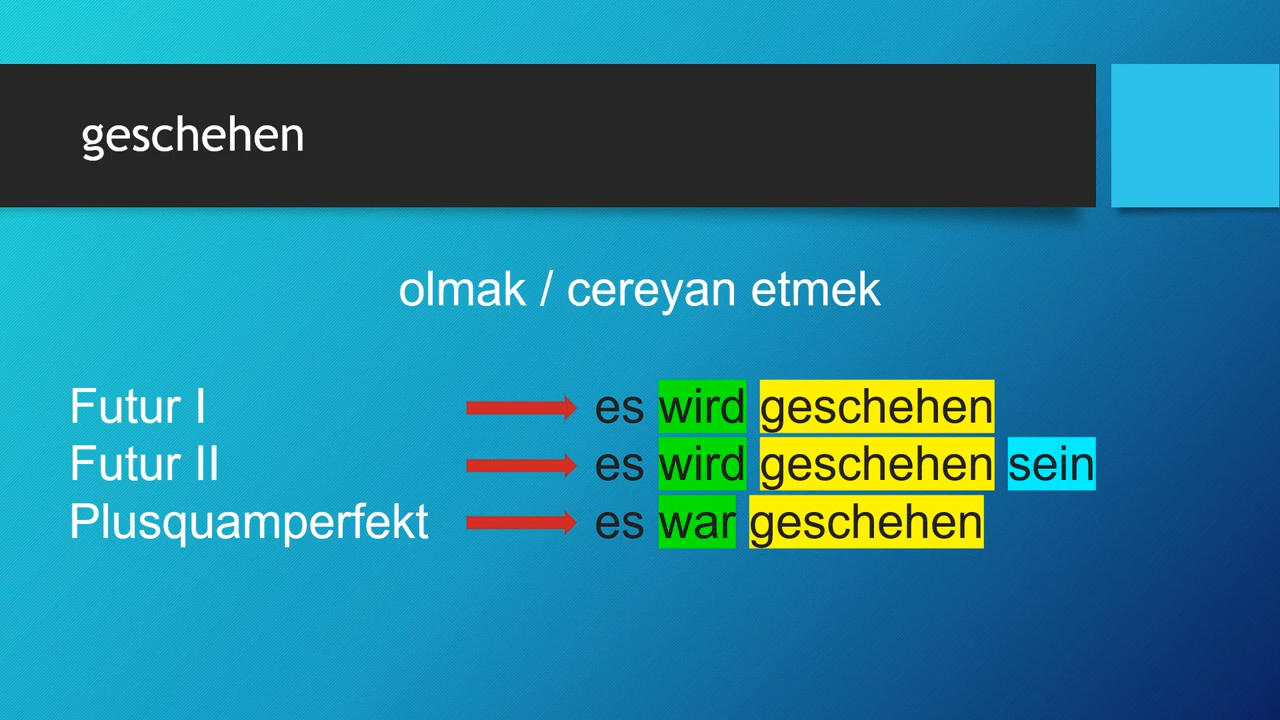 geschehen
olmak / cereyan etmek
Futur I es wird geschehen
Futur II es wird geschehen sein
Plusquamperfekt es war geschehen